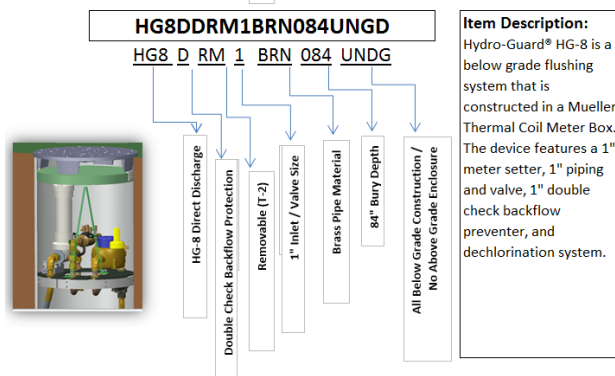 HG8DDRM1BRN084UNGD
HG8 D RM 1 BRN 084 UNDG
HG-8 Direct Discharge
Double Check Backflow Protection
Removable (T-2)
1" Inlet / Valve Size
Brass Pipe Material
84" Bury Depth
All Below Grade Construction /
No Above Grade Enclosure
Item Description:
Hydro-Guard® HG-8 is a
below grade flushing
system that is
constructed in a Mueller
Thermal Coil Meter Box.
The device features a 1"
meter setter, 1" piping
and valve, 1" double
check backflow
preventer, and
dechlorination system.